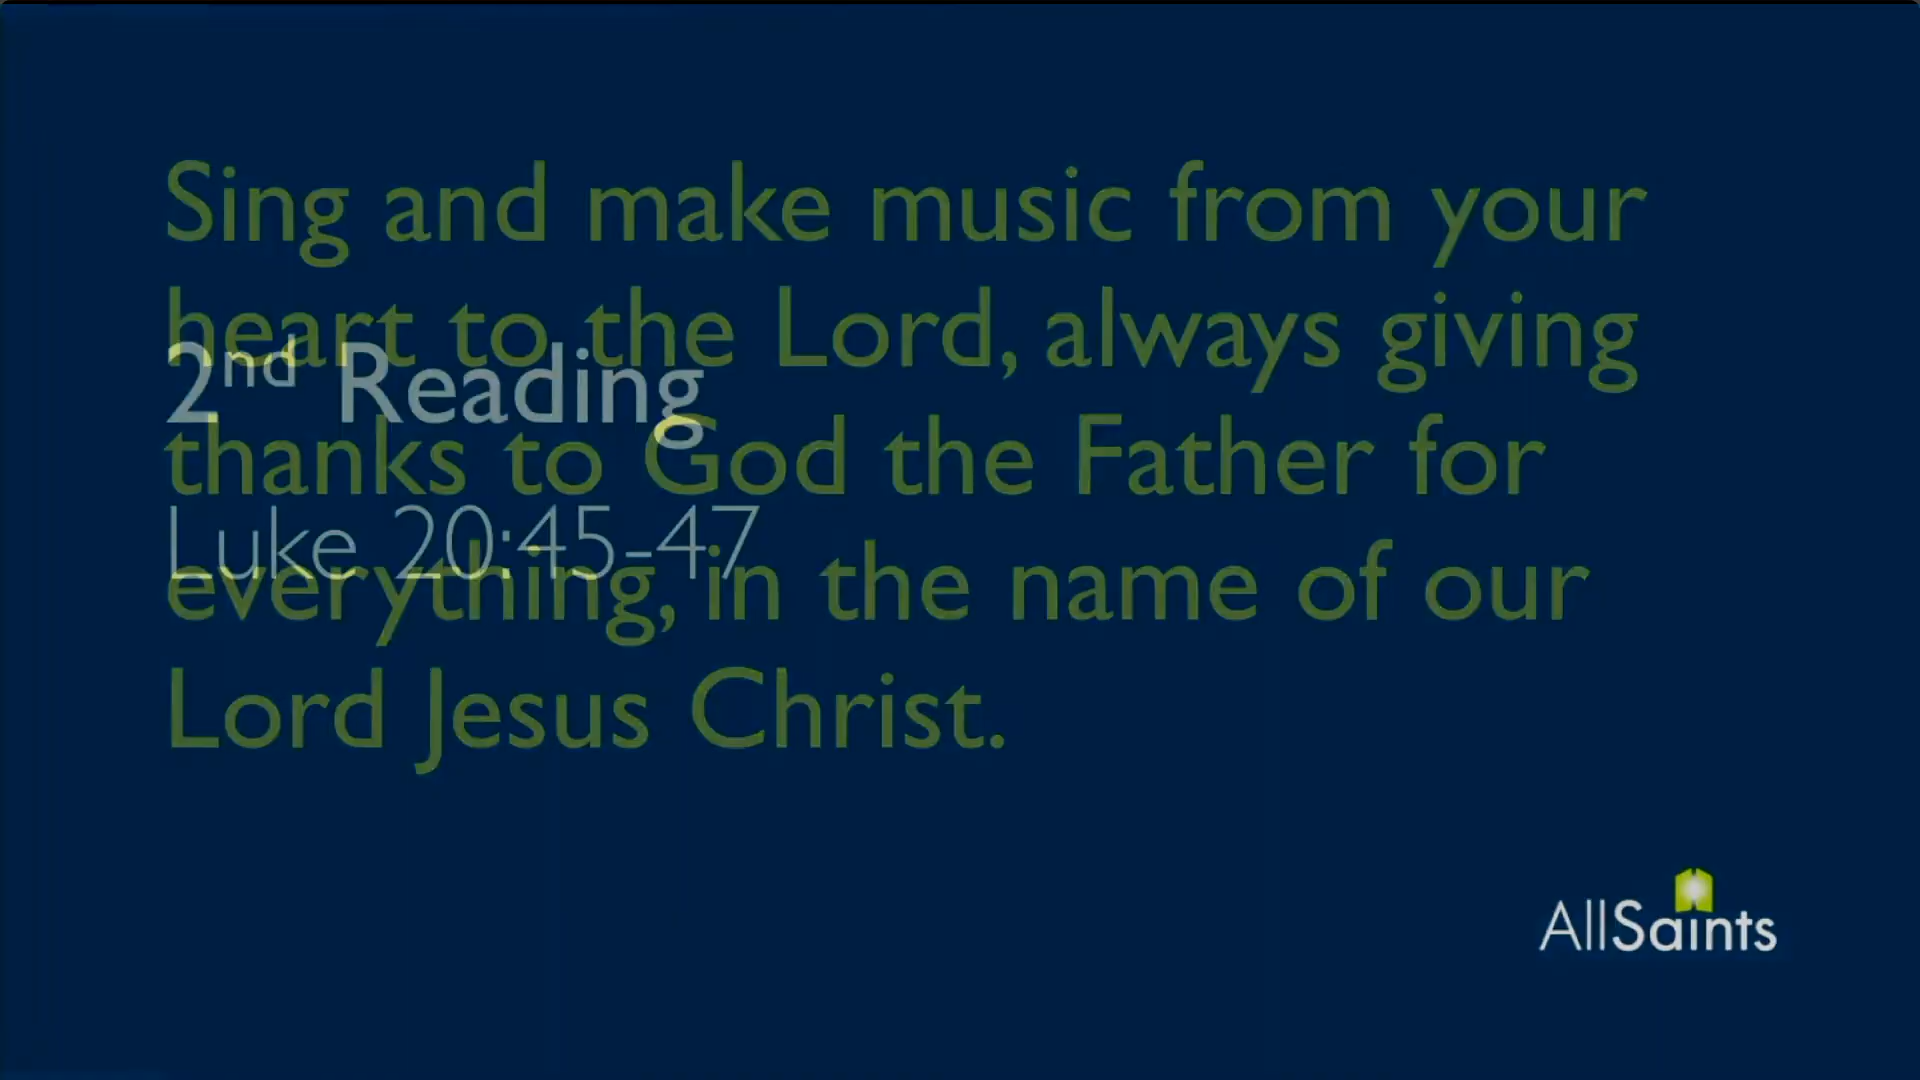 Sing and make music from your
heart to the Lord, always giving
thanks to God the Father for
everything, in the name of our
Lord Jesus Christ.
2nd Reading
Luke 20:45-47
AllSaints